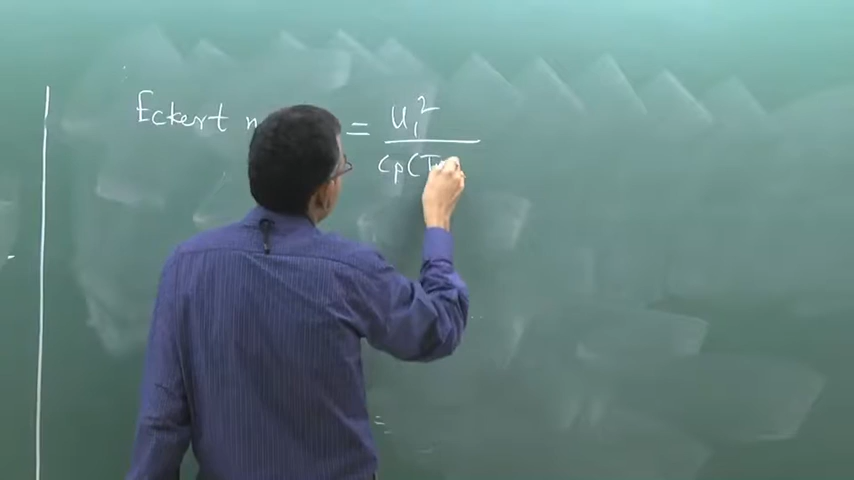 Eckert = u₁²
Cp(T